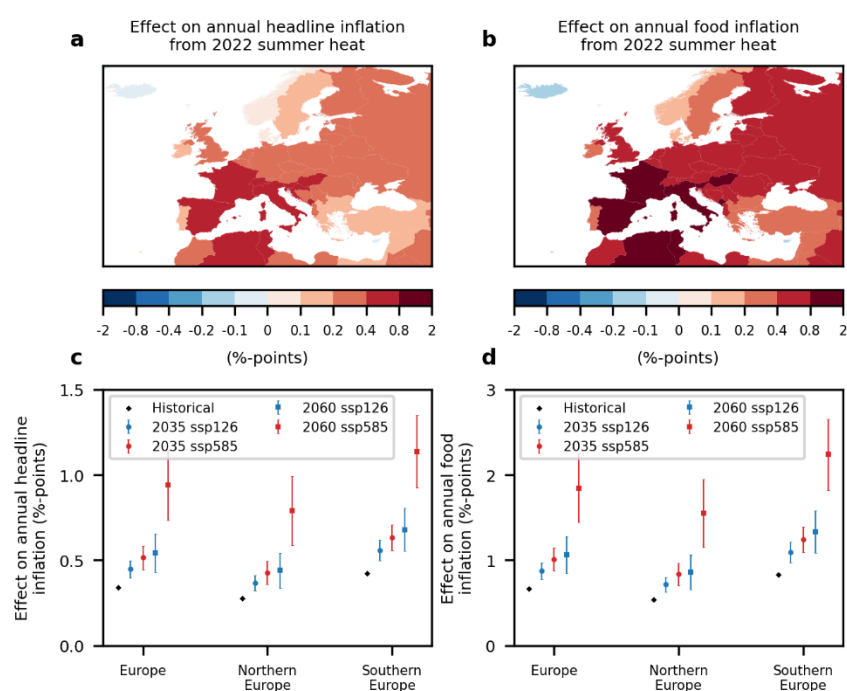 a
Effect on annual headline inflation
from 2022 summer heat
b
Effect on annual food inflation
from 2022 summer heat
-2 -0.8 -0.4 -0.2 -0.1 0 0.1 0.2 0.4 0.8 2
(%-points)
-2 -0.8 -0.4 -0.2 -0.1 0 0.1 0.2 0.4 0.8 2
(%-points)
c
Effect on annual headline
inflation (%-points)
1.5
1.0
0.5
0.0
Historical
2035 ssp126
2035 ssp585
2060 ssp126
2060 ssp585
Europe
Northern
Europe
Southern
Europe
d
Effect on annual food
inflation (%-points)
3
2
1
0
Historical
2035 ssp126
2035 ssp585
2060 ssp126
2060 ssp585
Europe
Northern
Europe
Southern
Europe